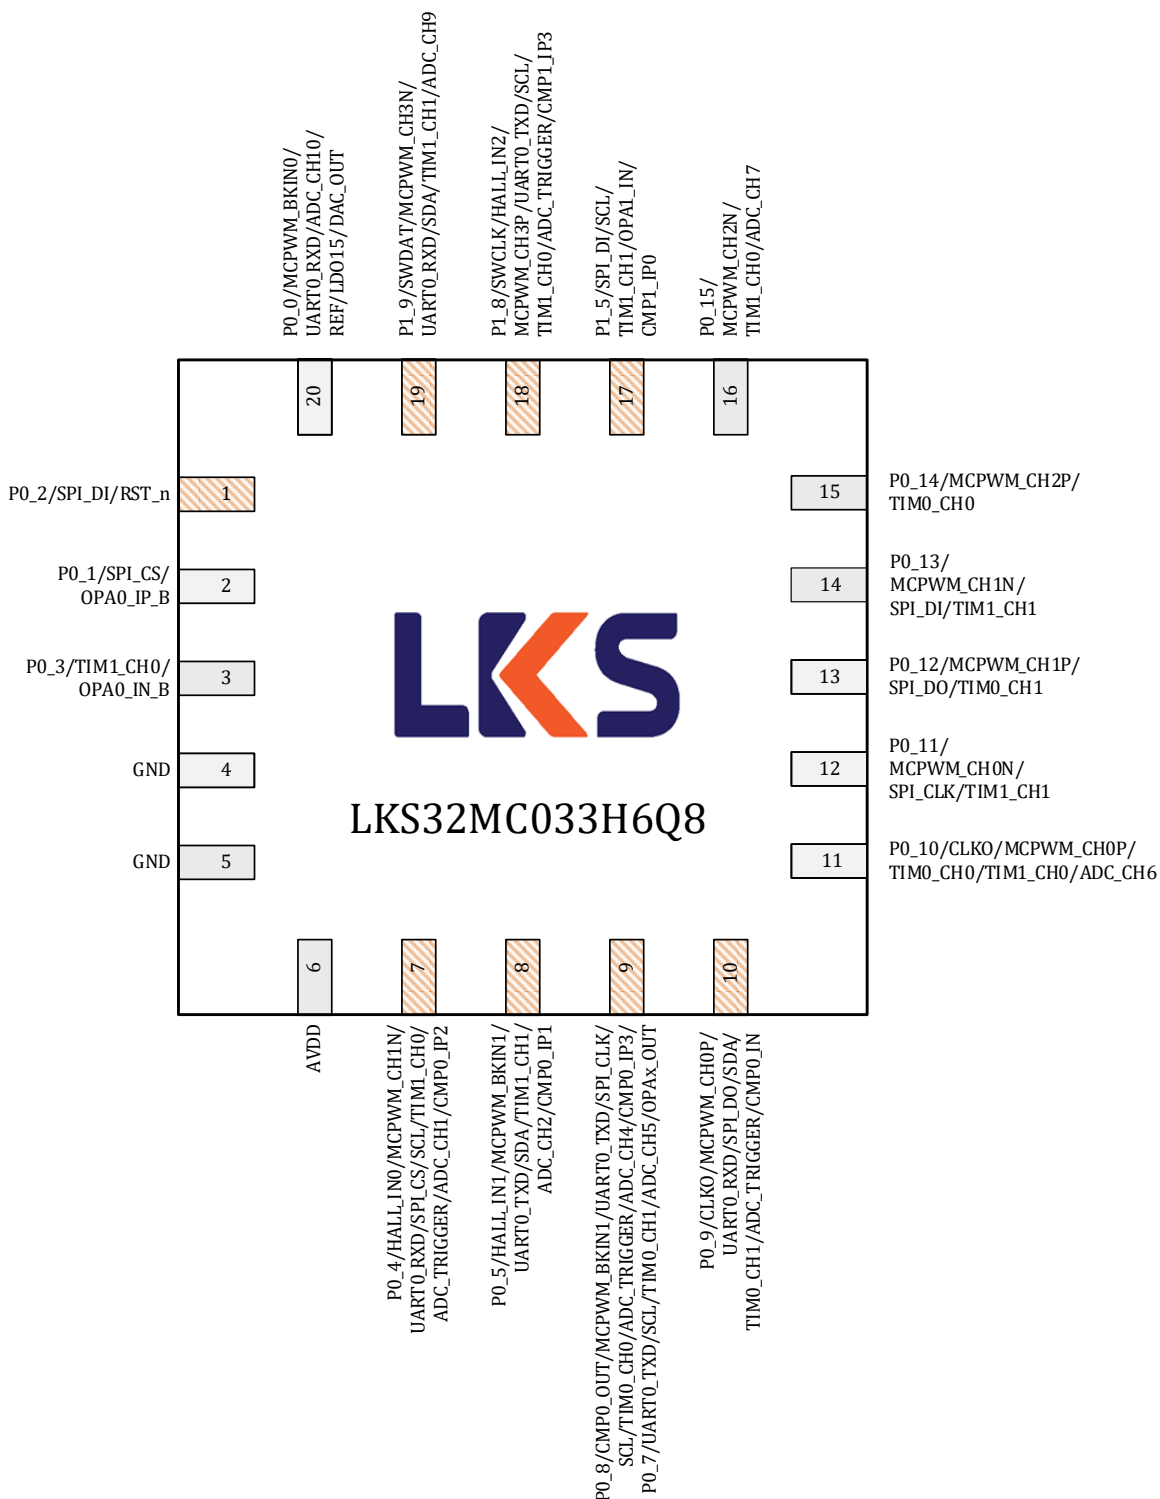 P0_0/MCPWM_BKIN0/
UART0_RXD/ADC_CH10/
REF/LDO15/DAC_OUT
P1_9/SWDAT/MCPWM_CH3N/
UART0_RXD/SDA/TIM1_CH1/ADC_CH9
P1_8/SWCLK/HALL_IN2/
MCPWM_CH3P/UART0_TXD/SCL/
TIM1_CH0/ADC_TRIGGER/CMP1_IP3
P1_5/SPI_DI/SCL/
TIM1_CH1/OPA1_IN/
CMP1_IP0
P0_15/
MCPWM_CH2N/
TIM1_CH0/ADC_CH7
20
19
18
17
16
P0_2/SPI_DI/RST_n
1
P0_1/SPI_CS/
OPA0_IP_B
2
P0_3/TIM1_CH0/
OPA0_IN_B
3
GND
4
GND
5
LKS
LKS32MC033H6Q8
15
P0_14/MCPWM_CH2P/
TIM0_CH0
14
P0_13/
MCPWM_CH1N/
SPI_DI/TIM1_CH1
13
P0_12/MCPWM_CH1P/
SPI_DO/TIM0_CH1
12
P0_11/
MCPWM_CH0N/
SPI_CLK/TIM1_CH1
11
P0_10/CLKO/MCPWM_CH0P/
TIM0_CH0/TIM1_CH0/ADC_CH6
6
7
8
9
10
AVDD
P0_4/HALL_IN0/MCPWM_CH1N/
UART0_RXD/SPI_CS/SCL/TIM1_CH0/
ADC_TRIGGER/ADC_CH1/CMP0_IP2
P0_5/HALL_IN1/MCPWM_BKIN1/
UART0_TXD/SDA/TIM1_CH1/
ADC_CH2/CMP0_IP1
P0_8/CMP0_OUT/MCPWM_BKIN1/UART0_TXD/SPI_CLK/
SCL/TIM0_CH0/ADC_TRIGGER/ADC_CH4/CMP0_IP3/
P0_7/UART0_TXD/SCL/TIM0_CH1/ADC_CH5/OPAx_OUT
P0_9/CLKO/MCPWM_CH0P/
UART0_RXD/SPI_DO/SDA/
TIM0_CH1/ADC_TRIGGER/CMP0_IN